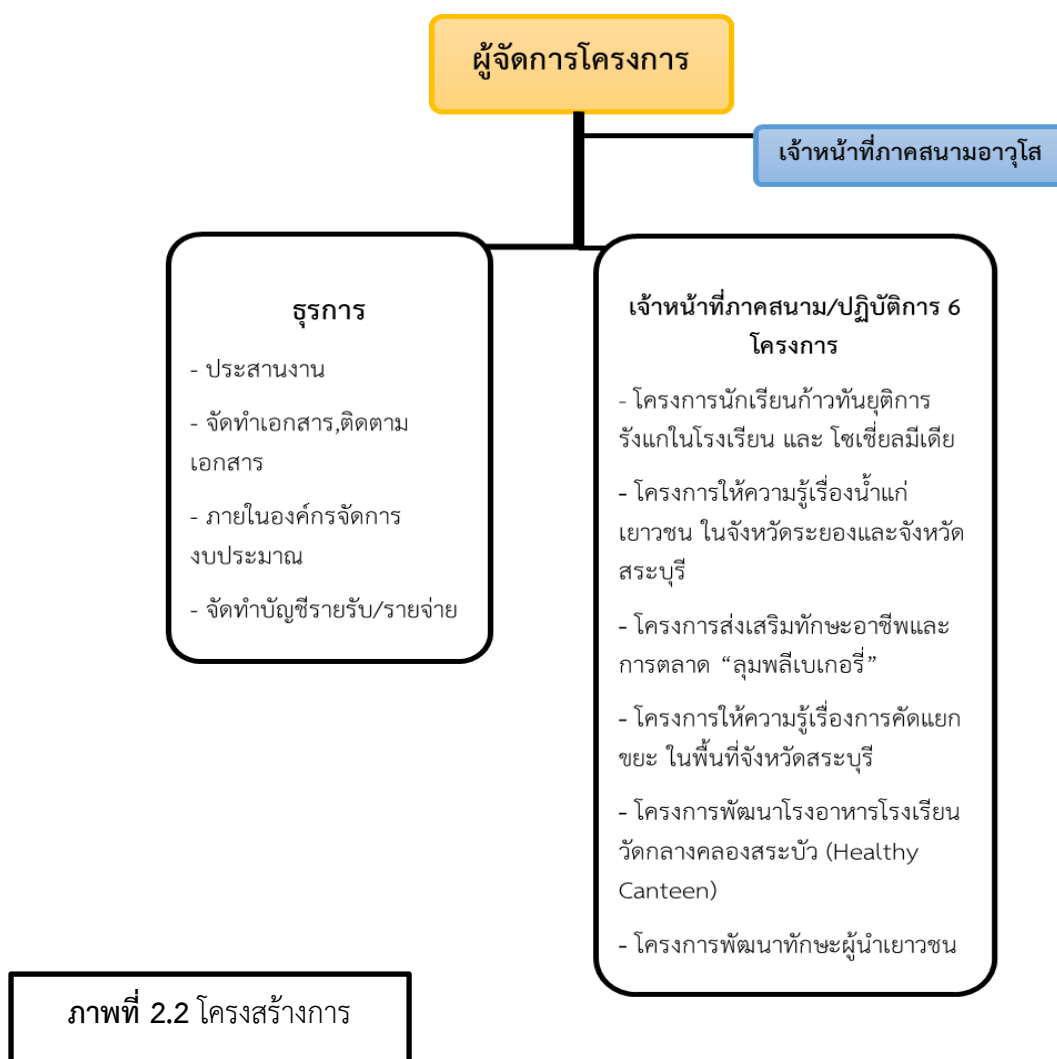 ผู้จัดการโครงการ
เจ้าหน้าที่ภาคสนามอาวุโส
ธุรการ
- ประสานงาน
- จัดทำเอกสาร,ติดตาม
เอกสาร
- ภายในองค์กรจัดการ
งบประมาณ
- จัดทำบัญชีรายรับ/รายจ่าย
เจ้าหน้าที่ภาคสนาม/ปฏิบัติการ 6
โครงการ
- โครงการนักเรียนก้าวทันยุติการ
รังแกในโรงเรียน และ โซเชี่ยลมีเดีย
- โครงการให้ความรู้เรื่องน้ำแก่
เยาวชน ในจังหวัดระยองและจังหวัด
สระบุรี
- โครงการส่งเสริมทักษะอาชีพและ
การตลาด “ลุมพลีเบเกอรี่”
- โครงการให้ความรู้เรื่องการคัดแยก
ขยะ ในพื้นที่จังหวัดสระบุรี
- โครงการพัฒนาโรงอาหารโรงเรียน
วัดกลางคลองสระบัว (Healthy
Canteen)
- โครงการพัฒนาทักษะผู้นำเยาวชน
ภาพที่ 2.2 โครงสร้างการ